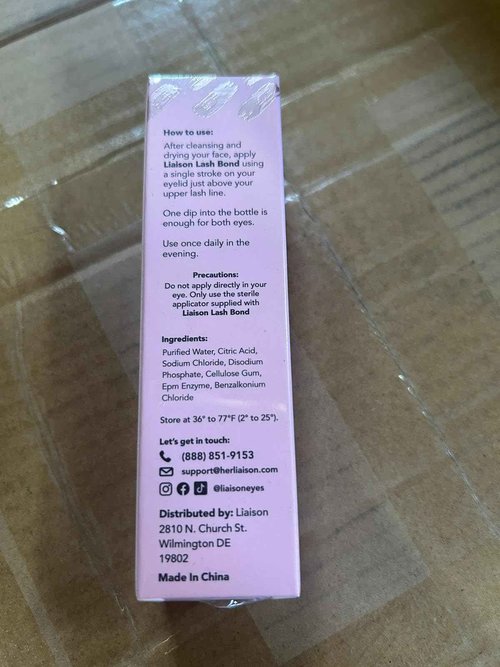 How to use:
After cleansing and
drying your face, apply
Liaison Lash Bond using
a single stroke on your
eyelid just above your
upper lash line.
One dip into the bottle is
enough for both eyes.
Use once daily in the
evening.
Precautions:
Do not apply directly in your
eye. Only use the sterile
applicator supplied with
Liaison Lash Bond
Ingredients:
Purified Water, Citric Acid,
Sodium Chloride, Disodium
Phosphate, Cellulose Gum,
Epm Enzyme, Benzalkonium
Chloride
Store at 36° to 77°F (2° to 25°).
Let's get in touch:
(888) 851-9153
support@herliaison.com
@liaisoneyes
Distributed by: Liaison
2810 N. Church St.
Wilmington DE
19802
Made In China